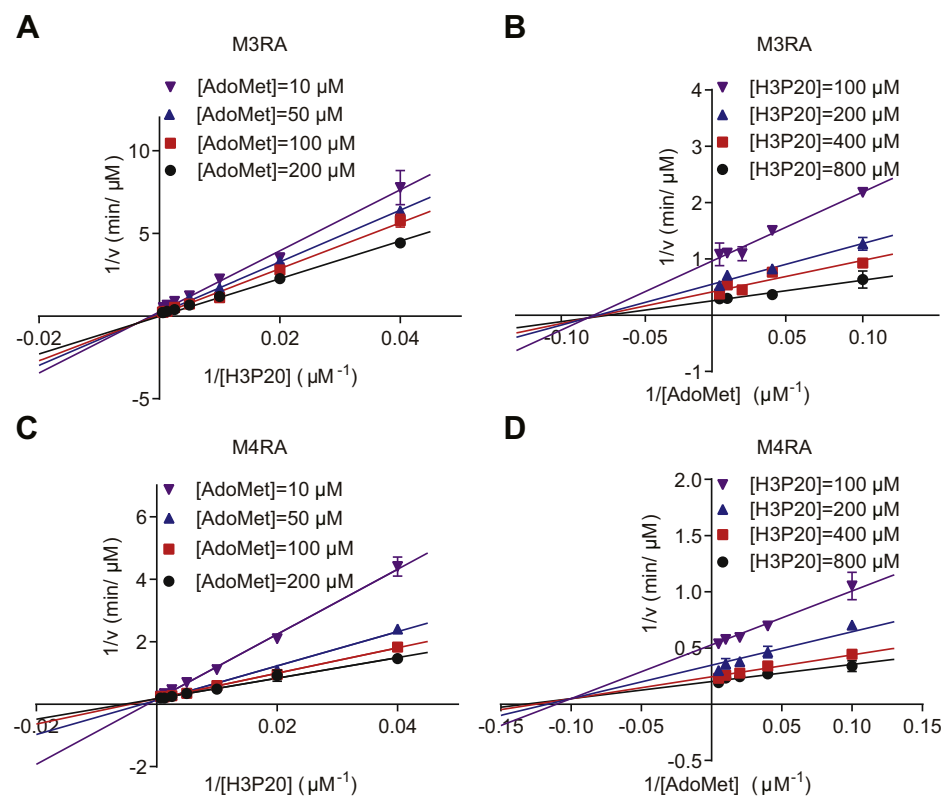 A
M3RA
[AdoMet]=10 µM
[AdoMet]=50 µM
[AdoMet]=100 µM
[AdoMet]=200 µM
1/v (min/ µM)
10
5
-5
-0.02
0.02
0.04
1/[H3P20] (µM⁻¹)
B
M3RA
[H3P20]=100 µM
[H3P20]=200 µM
[H3P20]=400 µM
[H3P20]=800 µM
1/v (min/ µM)
4
3
2
1
-1
-0.10
-0.05
0.05
0.10
1/[AdoMet] (µM⁻¹)
C
M4RA
[AdoMet]=10 µM
[AdoMet]=50 µM
[AdoMet]=100 µM
[AdoMet]=200 µM
1/v (min/ µM)
6
4
2
-2
-0.02
0.02
0.04
1/[H3P20] (µM⁻¹)
D
M4RA
[H3P20]=100 µM
[H3P20]=200 µM
[H3P20]=400 µM
[H3P20]=800 µM
1/v (min/ µM)
2.0
1.5
1.0
0.5
-0.5
-0.15
-0.10
-0.05
0.05
0.10
0.15
1/[AdoMet] (µM⁻¹)